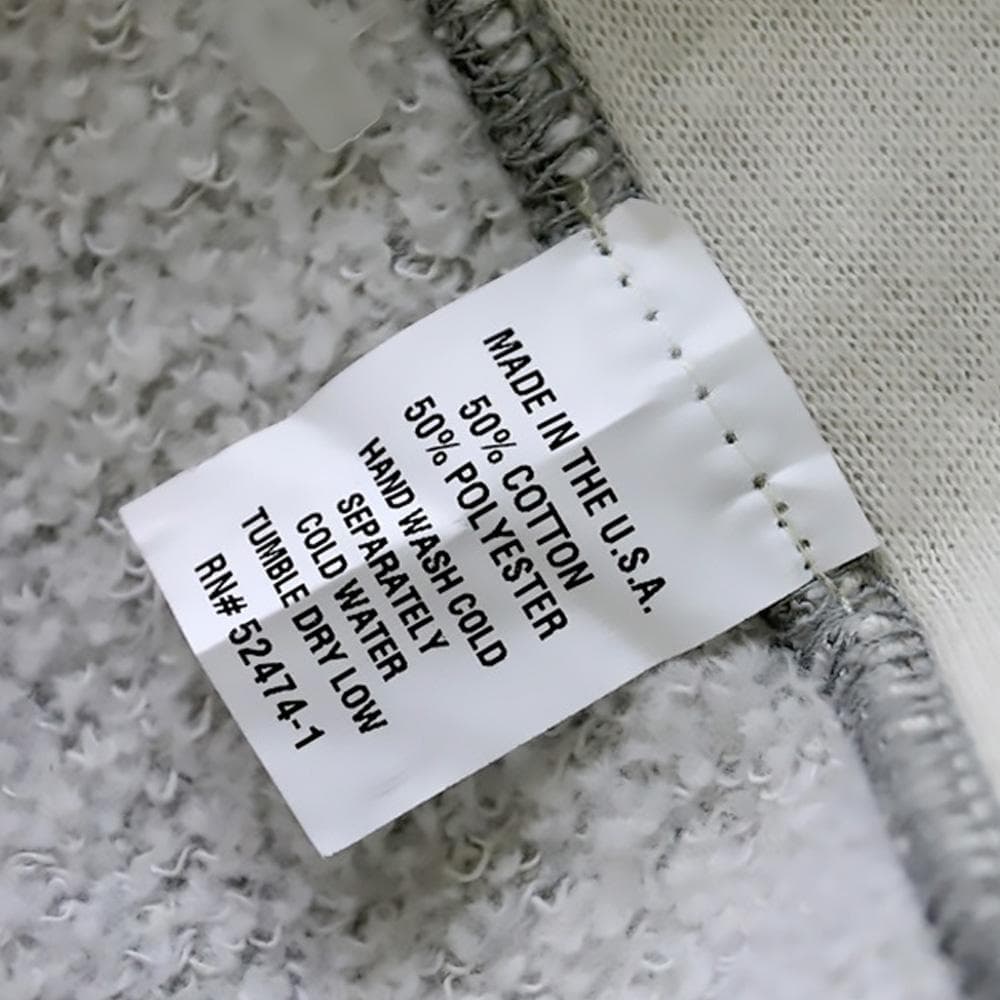 MADE IN THE U.S.A.
50% COTTON
50% POLYESTER
HAND WASH COLD
SEPARATELY
COLD WATER
TUMBLE DRY LOW
RN# 52474-1